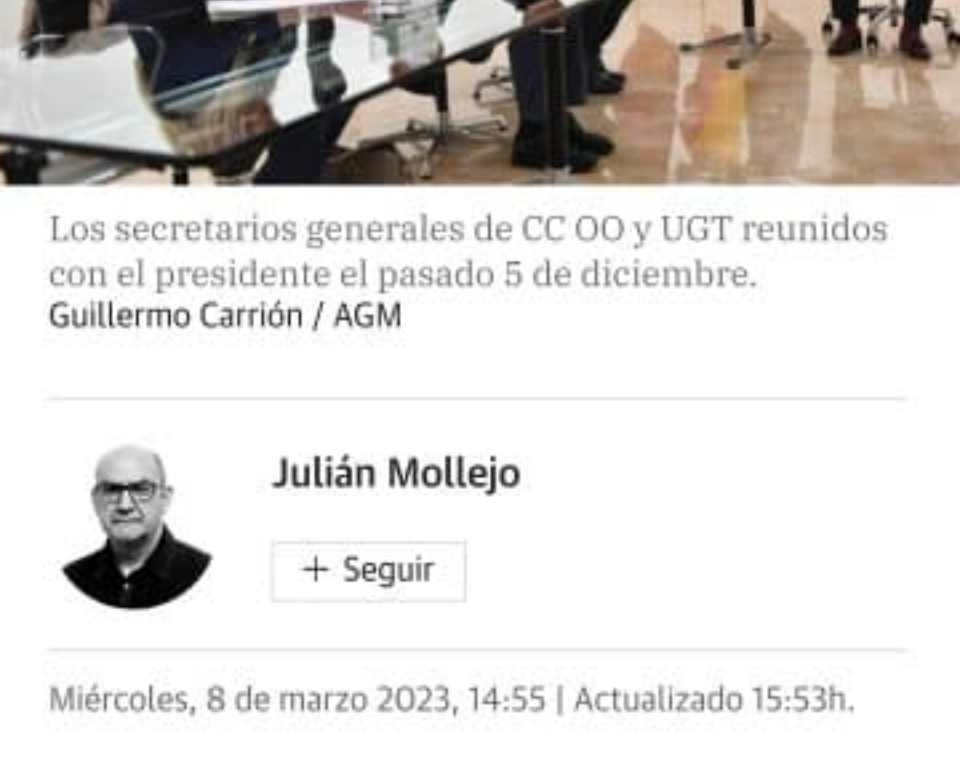 Los secretarios generales de CC OO y UGT reunidos
con el presidente el pasado 5 de diciembre.
Guillermo Carrión / AGM
Julián Mollejo
+ Seguir
Miércoles, 8 de marzo 2023, 14:55 | Actualizado 15:53h.